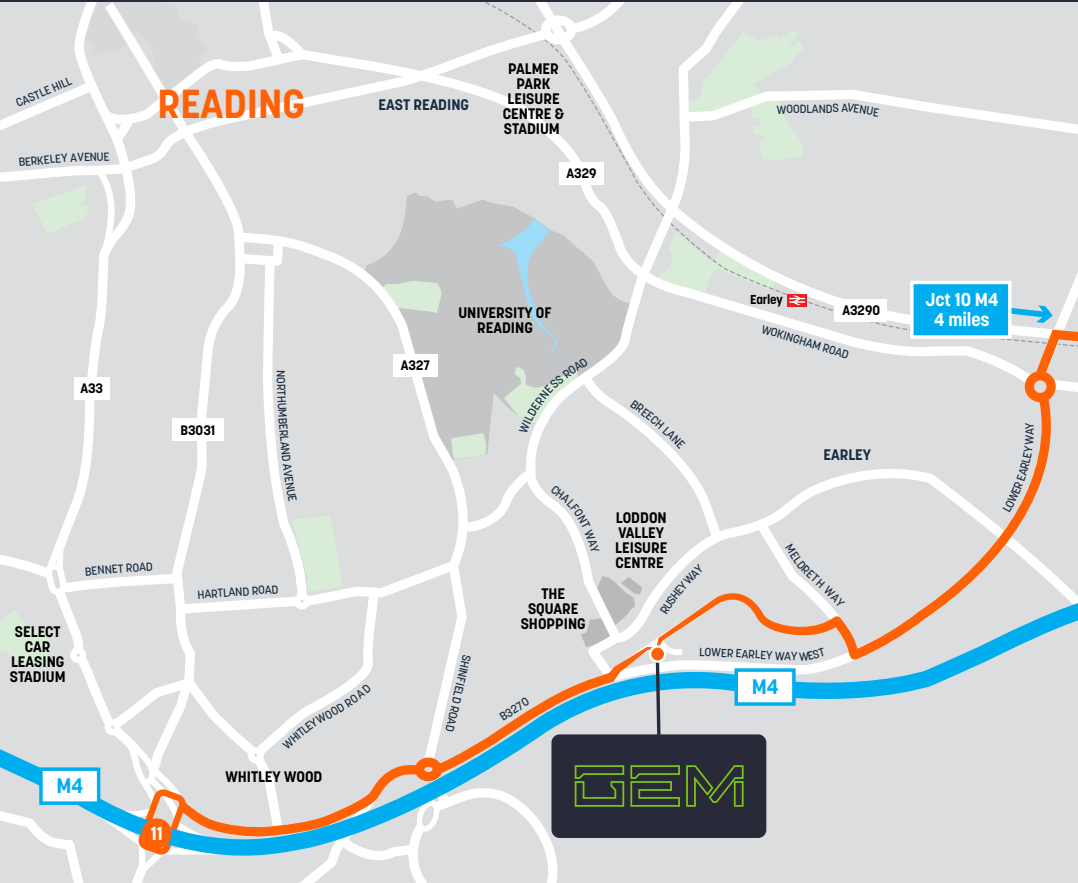 CASTLE HILL
READING
EAST READING
PALMER
PARK
LEISURE
CENTRE &
STADIUM
WOODLANDS AVENUE
BERKELEY AVENUE
A329
Earley
A3290
Jct 10 M4
4 miles
UNIVERSITY OF
READING
WOKINGHAM ROAD
A327
A33
WILDERNESS ROAD
B3031
NORTHUMBERLAND AVENUE
BREECH LANE
EARLEY
LOWER EARLEY WAY
CHALFONT WAY
LODDON
VALLEY
LEISURE
CENTRE
MELDRETH WAY
BENNET ROAD
HARTLAND ROAD
RUSHEY WAY
THE
SQUARE
SHOPPING
SELECT
CAR
LEASING
STADIUM
LOWER EARLEY WAY WEST
SHINFIELD ROAD
M4
B3270
WHITLEY WOOD ROAD
WHITLEY WOOD
M4
GEM
11